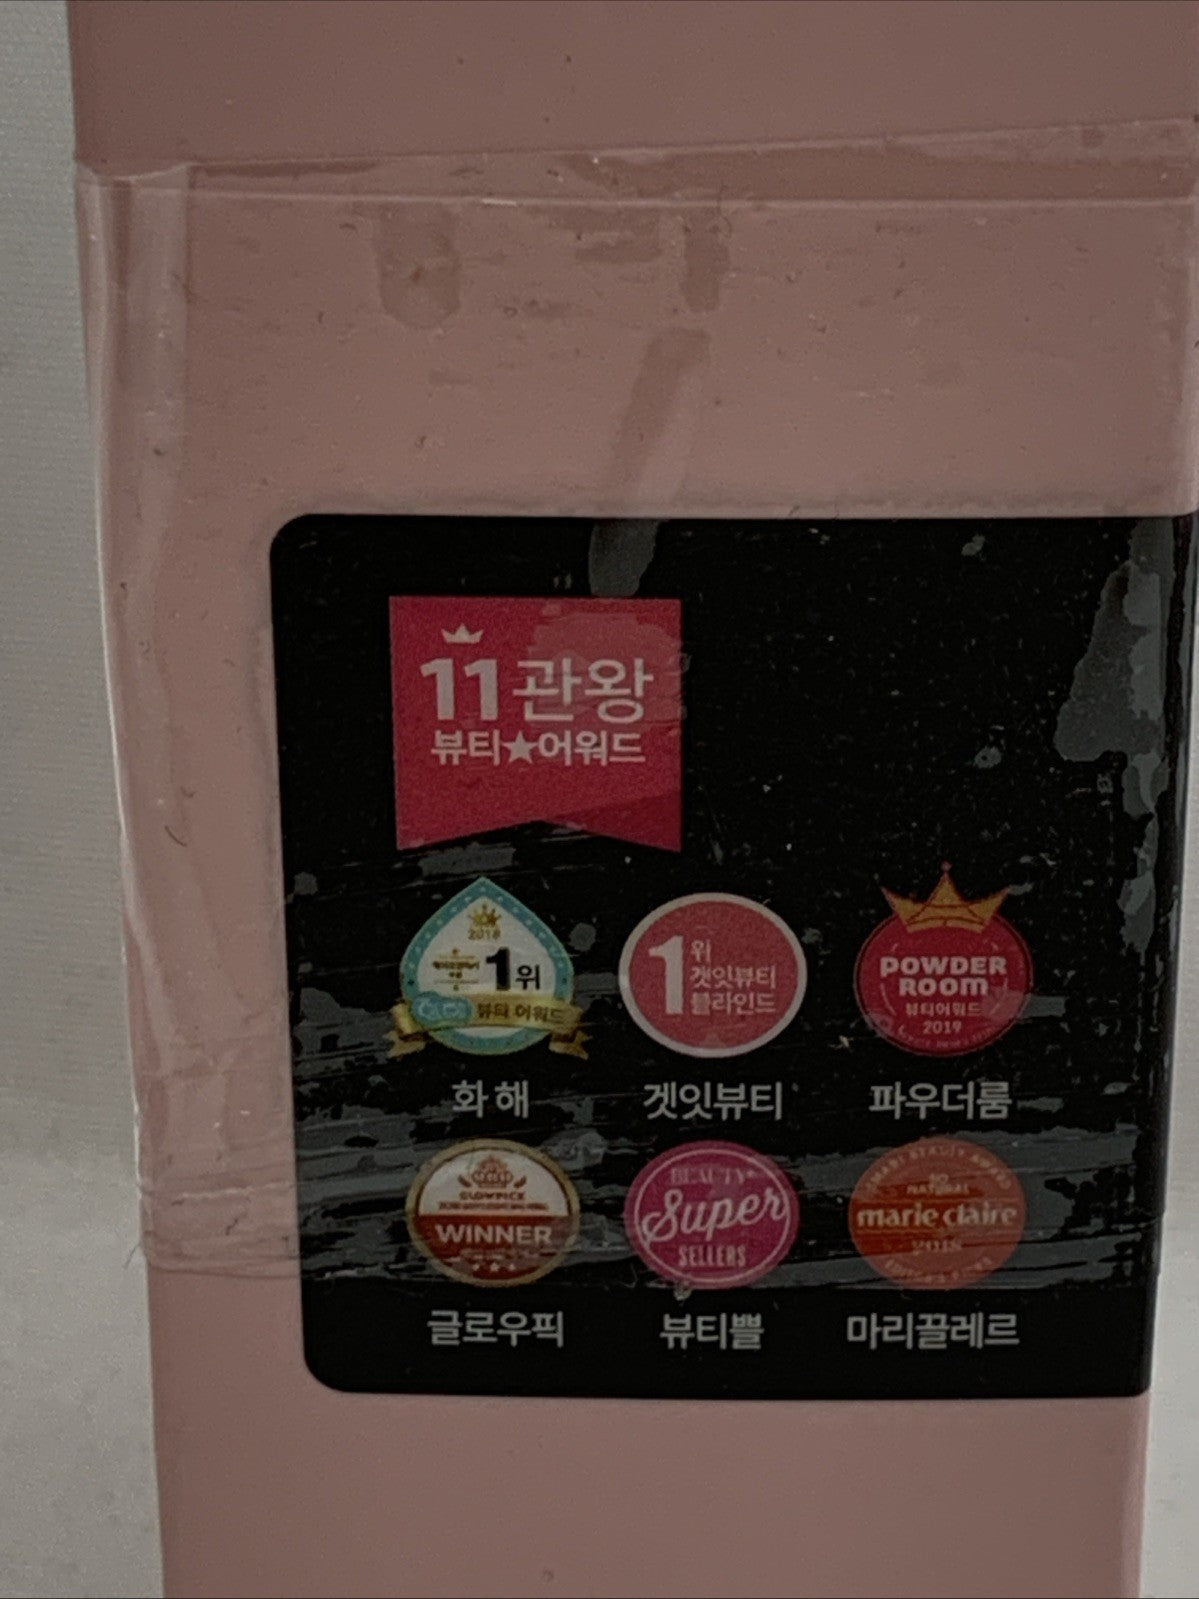 11관왕
뷰티★어워드
2018
1위
뷰티 어워드
화해
1위
겟잇뷰티
블라인드
겟잇뷰티
POWDER
ROOM
뷰티어워드
2019
파우더룸
GLOWPICK
WINNER
글로우픽
BEAUTY
Super
SELLERS
뷰티쁠
NATURAL
marie claire
2018
마리끌레르